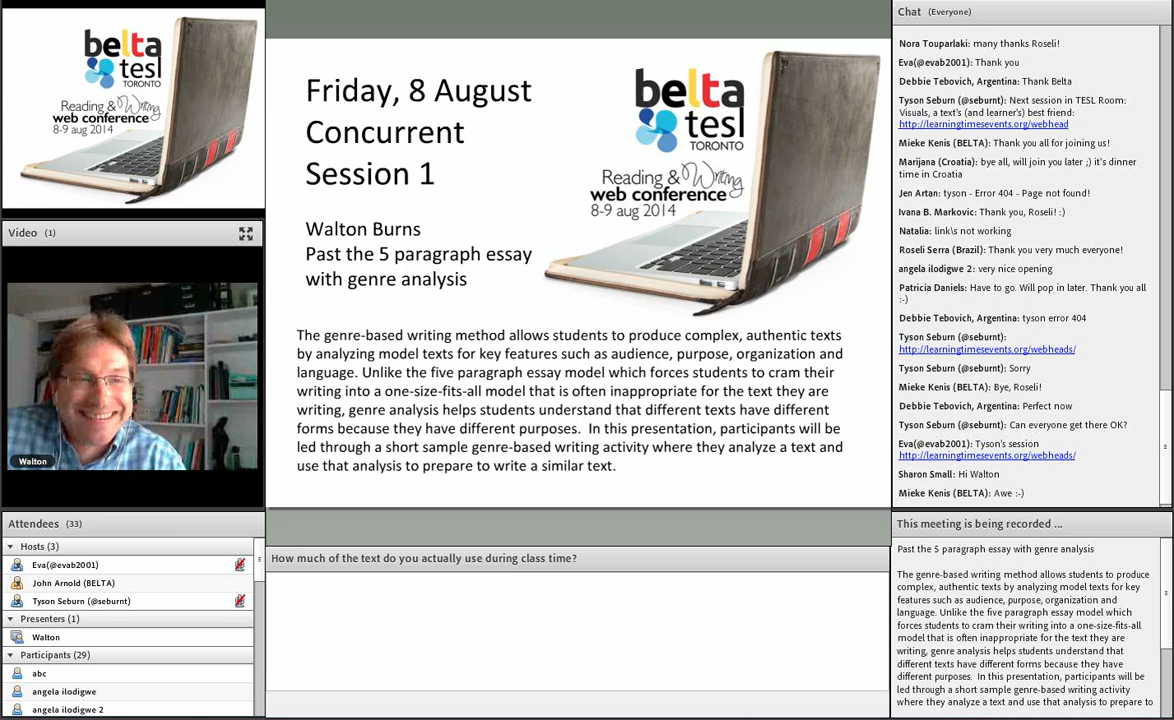 belta
tesl
TORONTO
Reading & Writing
web conference
8-9 aug 2014
Video (1)
Walton
Attendees (33)
Hosts (3)
Eva(@evab2001)
John Arnold (BELTA)
Tyson Seburn (@seburnt)
Presenters (1)
Walton
Participants (29)
abc
angela ilodigwe
angela ilodigwe 2
Friday, 8 August
Concurrent
Session 1
Walton Burns
Past the 5 paragraph essay
with genre analysis
belta
tesl
TORONTO
Reading & Writing
web conference
8-9 aug 2014
The genre-based writing method allows students to produce complex, authentic texts
by analyzing model texts for key features such as audience, purpose, organization and
language. Unlike the five paragraph essay model which forces students to cram their
writing into a one-size-fits-all model that is often inappropriate for the text they are
writing, genre analysis helps students understand that different texts have different
forms because they have different purposes.  In this presentation, participants will be
led through a short sample genre-based writing activity where they analyze a text and
use that analysis to prepare to write a similar text.
How much of the text do you actually use during class time?
Chat (Everyone)
Nora Touparlaki: many thanks Roseli!
Eva(@evab2001): Thank you
Debbie Tebovich, Argentina: Thank Belta
Tyson Seburn (@seburnt): Next session in TESL Room:
Visuals, a text's (and learner's) best friend:
http://learningtimesevents.org/webhead
Mieke Kenis (BELTA): Thank you all for joining us!
Marijana (Croatia): bye all, will join you later ;) it's dinner
time in Croatia
Jen Artan: tyson - Error 404 - Page not found!
Ivana B. Markovic: Thank you, Roseli! :)
Natalia: link\s not working
Roseli Serra (Brazil): Thank you very much everyone!
angela ilodigwe 2: very nice opening
Patricia Daniels: Have to go. Will pop in later. Thank you all
:-)
Debbie Tebovich, Argentina: tyson error 404
Tyson Seburn (@seburnt):
http://learningtimesevents.org/webheads/
Tyson Seburn (@seburnt): Sorry
Mieke Kenis (BELTA): Bye, Roseli!
Debbie Tebovich, Argentina: Perfect now
Tyson Seburn (@seburnt): Can everyone get there OK?
Eva(@evab2001): Tyson's session
http://learningtimesevents.org/webheads/
Sharon Small: Hi Walton
Mieke Kenis (BELTA): Awe :-)
This meeting is being recorded ...
Past the 5 paragraph essay with genre analysis
The genre-based writing method allows students to produce
complex, authentic texts by analyzing model texts for key
features such as audience, purpose, organization and
language. Unlike the five paragraph essay model which
forces students to cram their writing into a one-size-fits-all
model that is often inappropriate for the text they are
writing, genre analysis helps students understand that
different texts have different forms because they have
different purposes.  In this presentation, participants will be
led through a short sample genre-based writing activity
where they analyze a text and use that analysis to prepare to